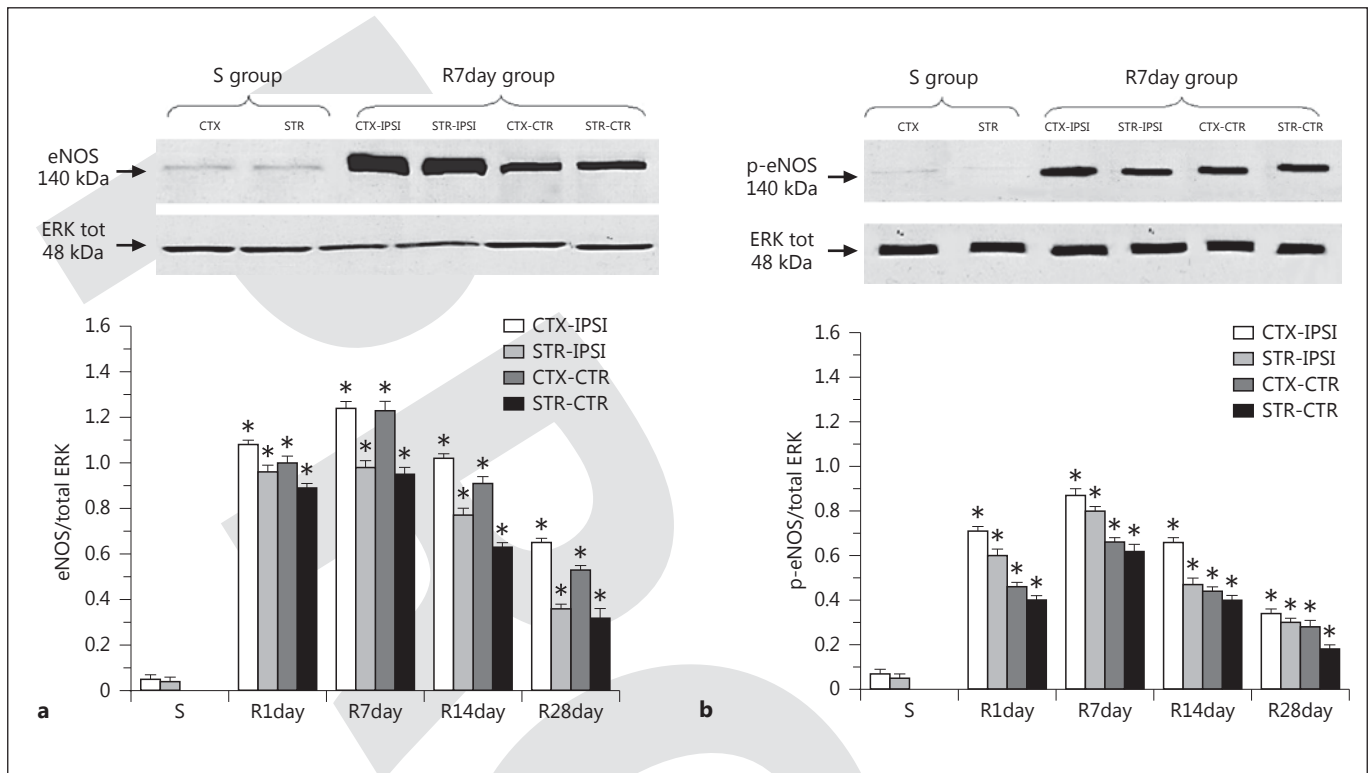 S group
R7day group
CTX
STR
CTX-IPSI
STR-IPSI
CTX-CTR
STR-CTR
eNOS
140 kDa
ERK tot
48 kDa
1.6
1.4
1.2
1.0
0.8
0.6
0.4
0.2
0
eNOS/total ERK
CTX-IPSI
STR-IPSI
CTX-CTR
STR-CTR
* * * *
* * * *
* * * *
* * * *
S
R1day
R7day
R14day
R28day
a
S group
R7day group
CTX
STR
CTX-IPSI
STR-IPSI
CTX-CTR
STR-CTR
p-eNOS
140 kDa
ERK tot
48 kDa
1.6
1.4
1.2
1.0
0.8
0.6
0.4
0.2
0
p-eNOS/total ERK
CTX-IPSI
STR-IPSI
CTX-CTR
STR-CTR
* * * *
* * * *
* * * *
* * * *
S
R1day
R7day
R14day
R28day
b